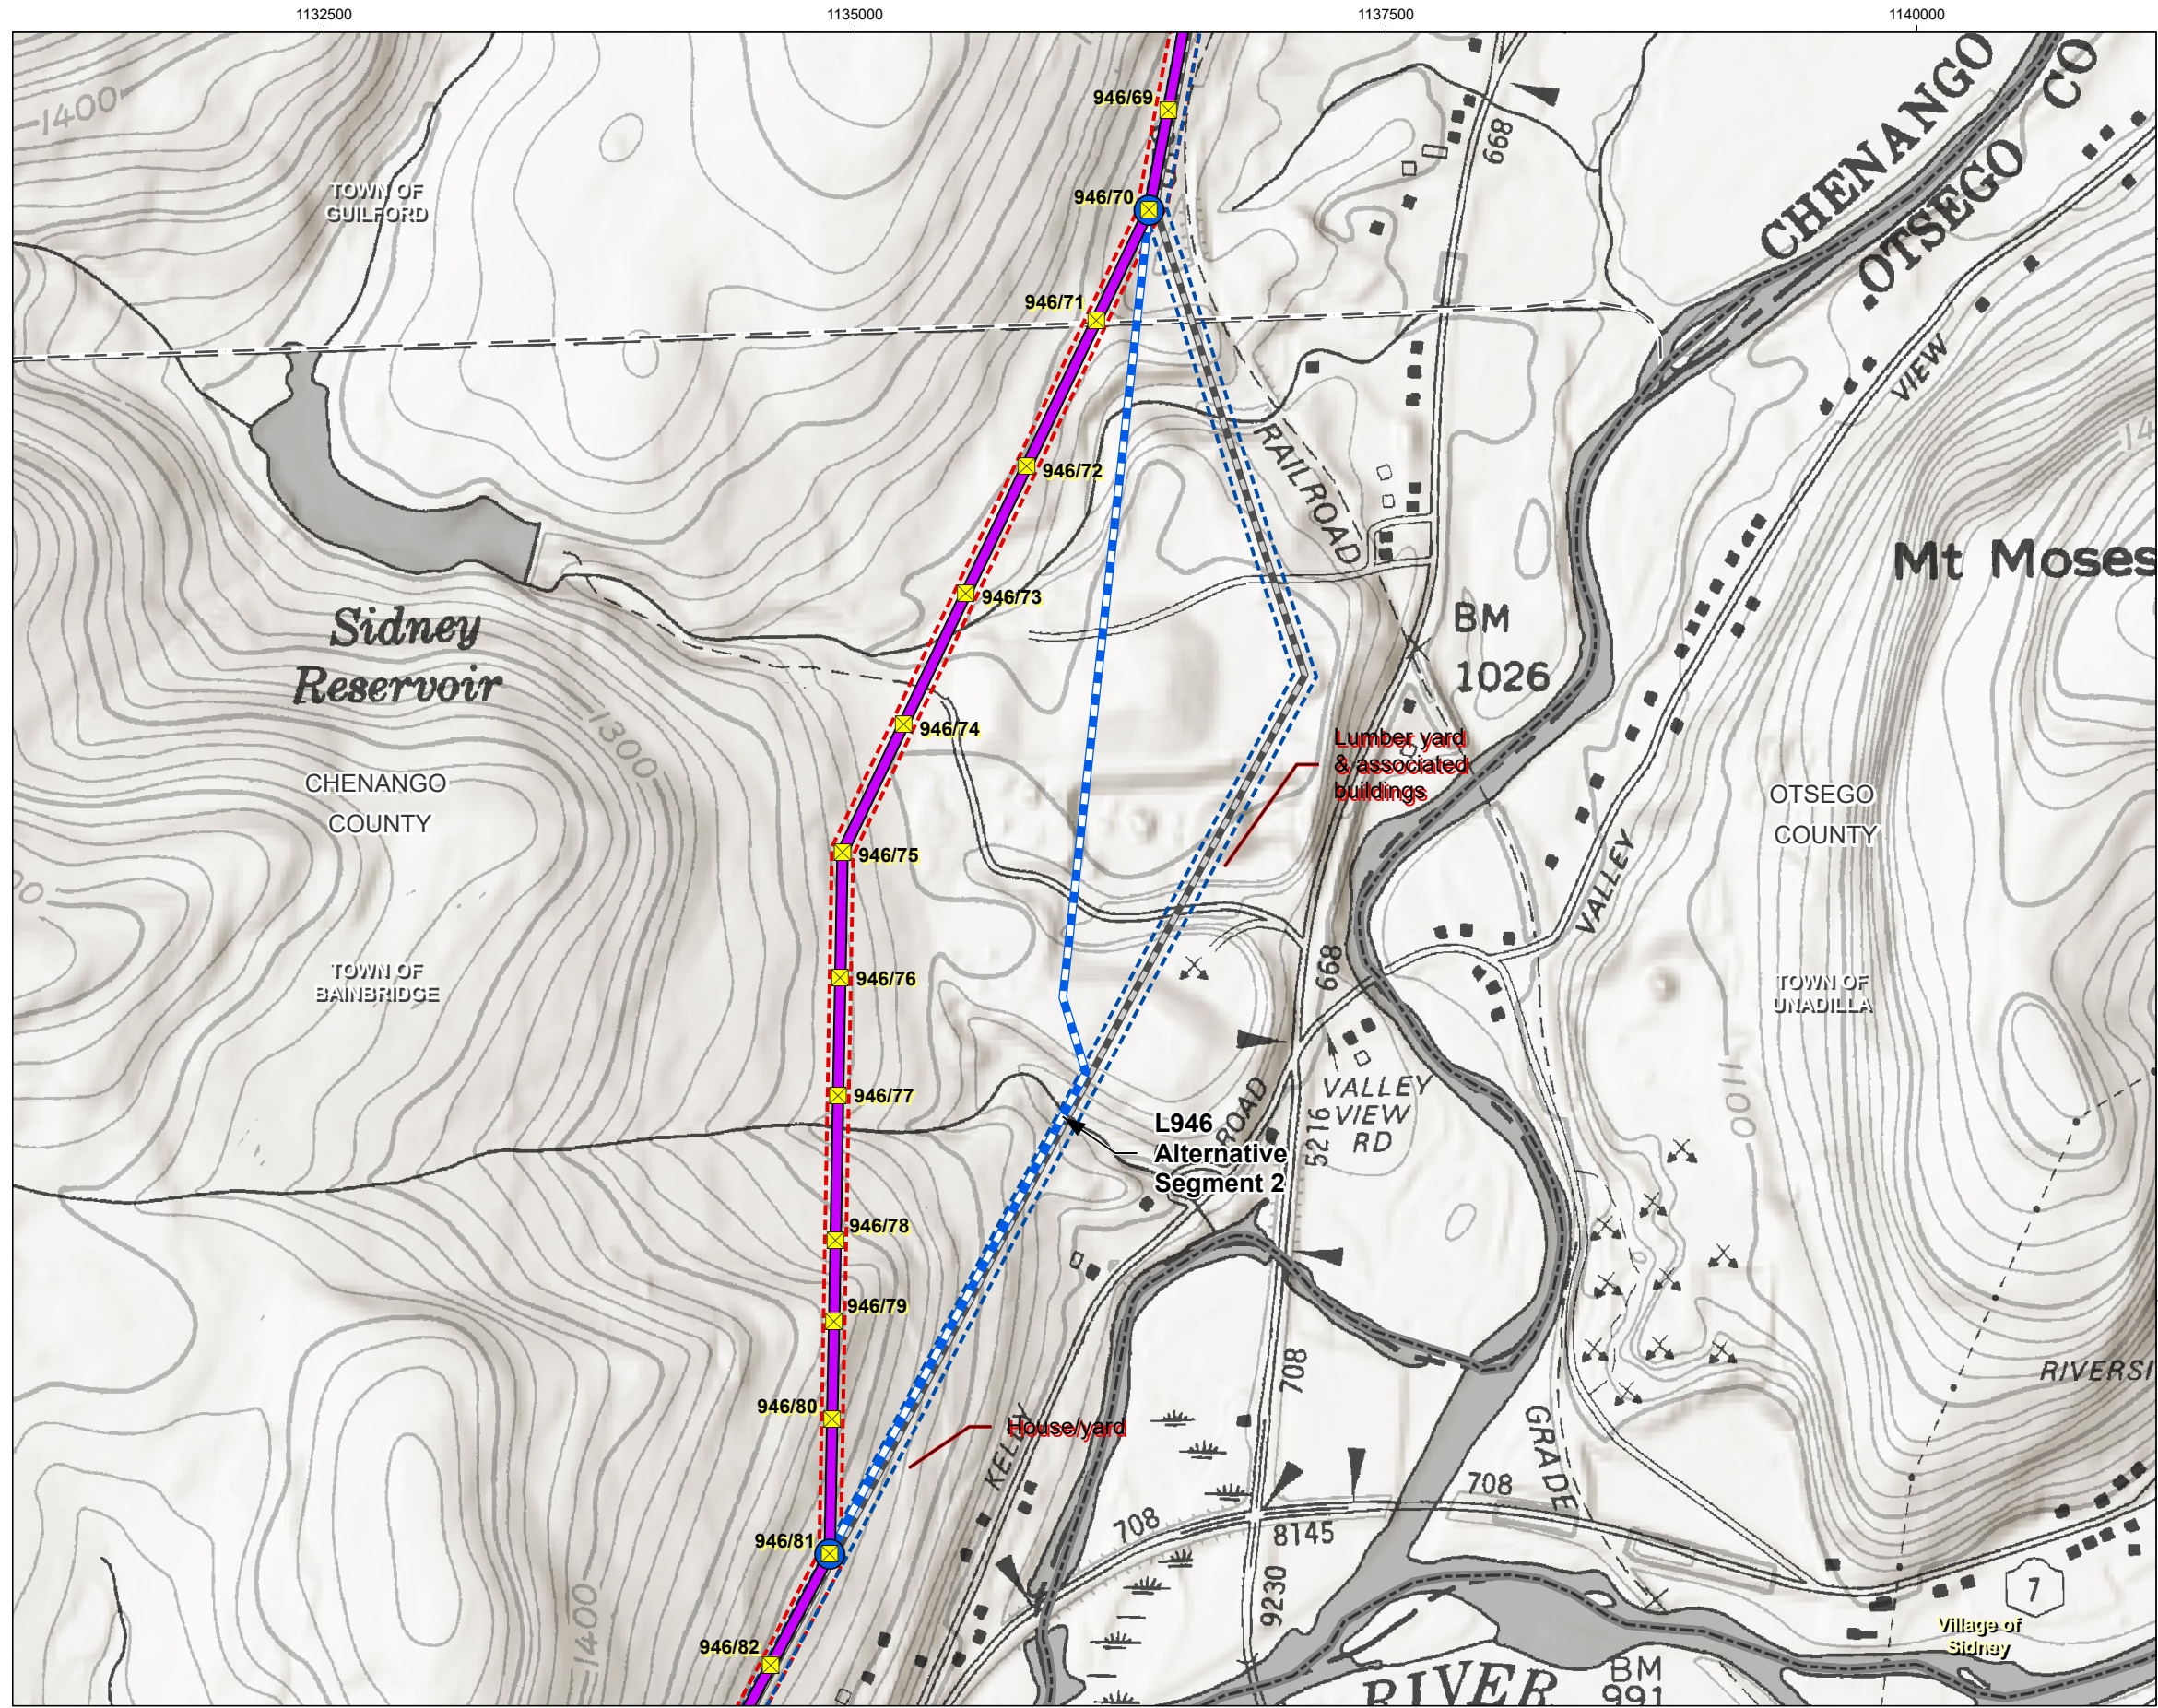 1132500
1135000
1137500
1140000
1400
946/69
669
CHENANGO
CO
OTSEGO
TOWN OF
GUILFORD
946/70
946/71
VIEW
946/72
RAILROAD
14
946/73
Mt Moses
Sidney
Reservoir
BM
1026
1300
946/74
Lumber yard
& associated
buildings
CHENANGO
COUNTY
OTSEGO
COUNTY
946/75
VALLEY
00
TOWN OF
BAINBRIDGE
946/76
668
TOWN OF
UNADILLA
946/77
1100
VALLEY
VIEW
RD
ROAD
5216
L946
Alternative
Segment 2
946/78
946/79
708
RIVERSI
946/80
House/yard
KELLY
GRADE
708
708
8145
946/81
9230
7
1400
946/82
Village of
Sidney
RIVER
BM
991